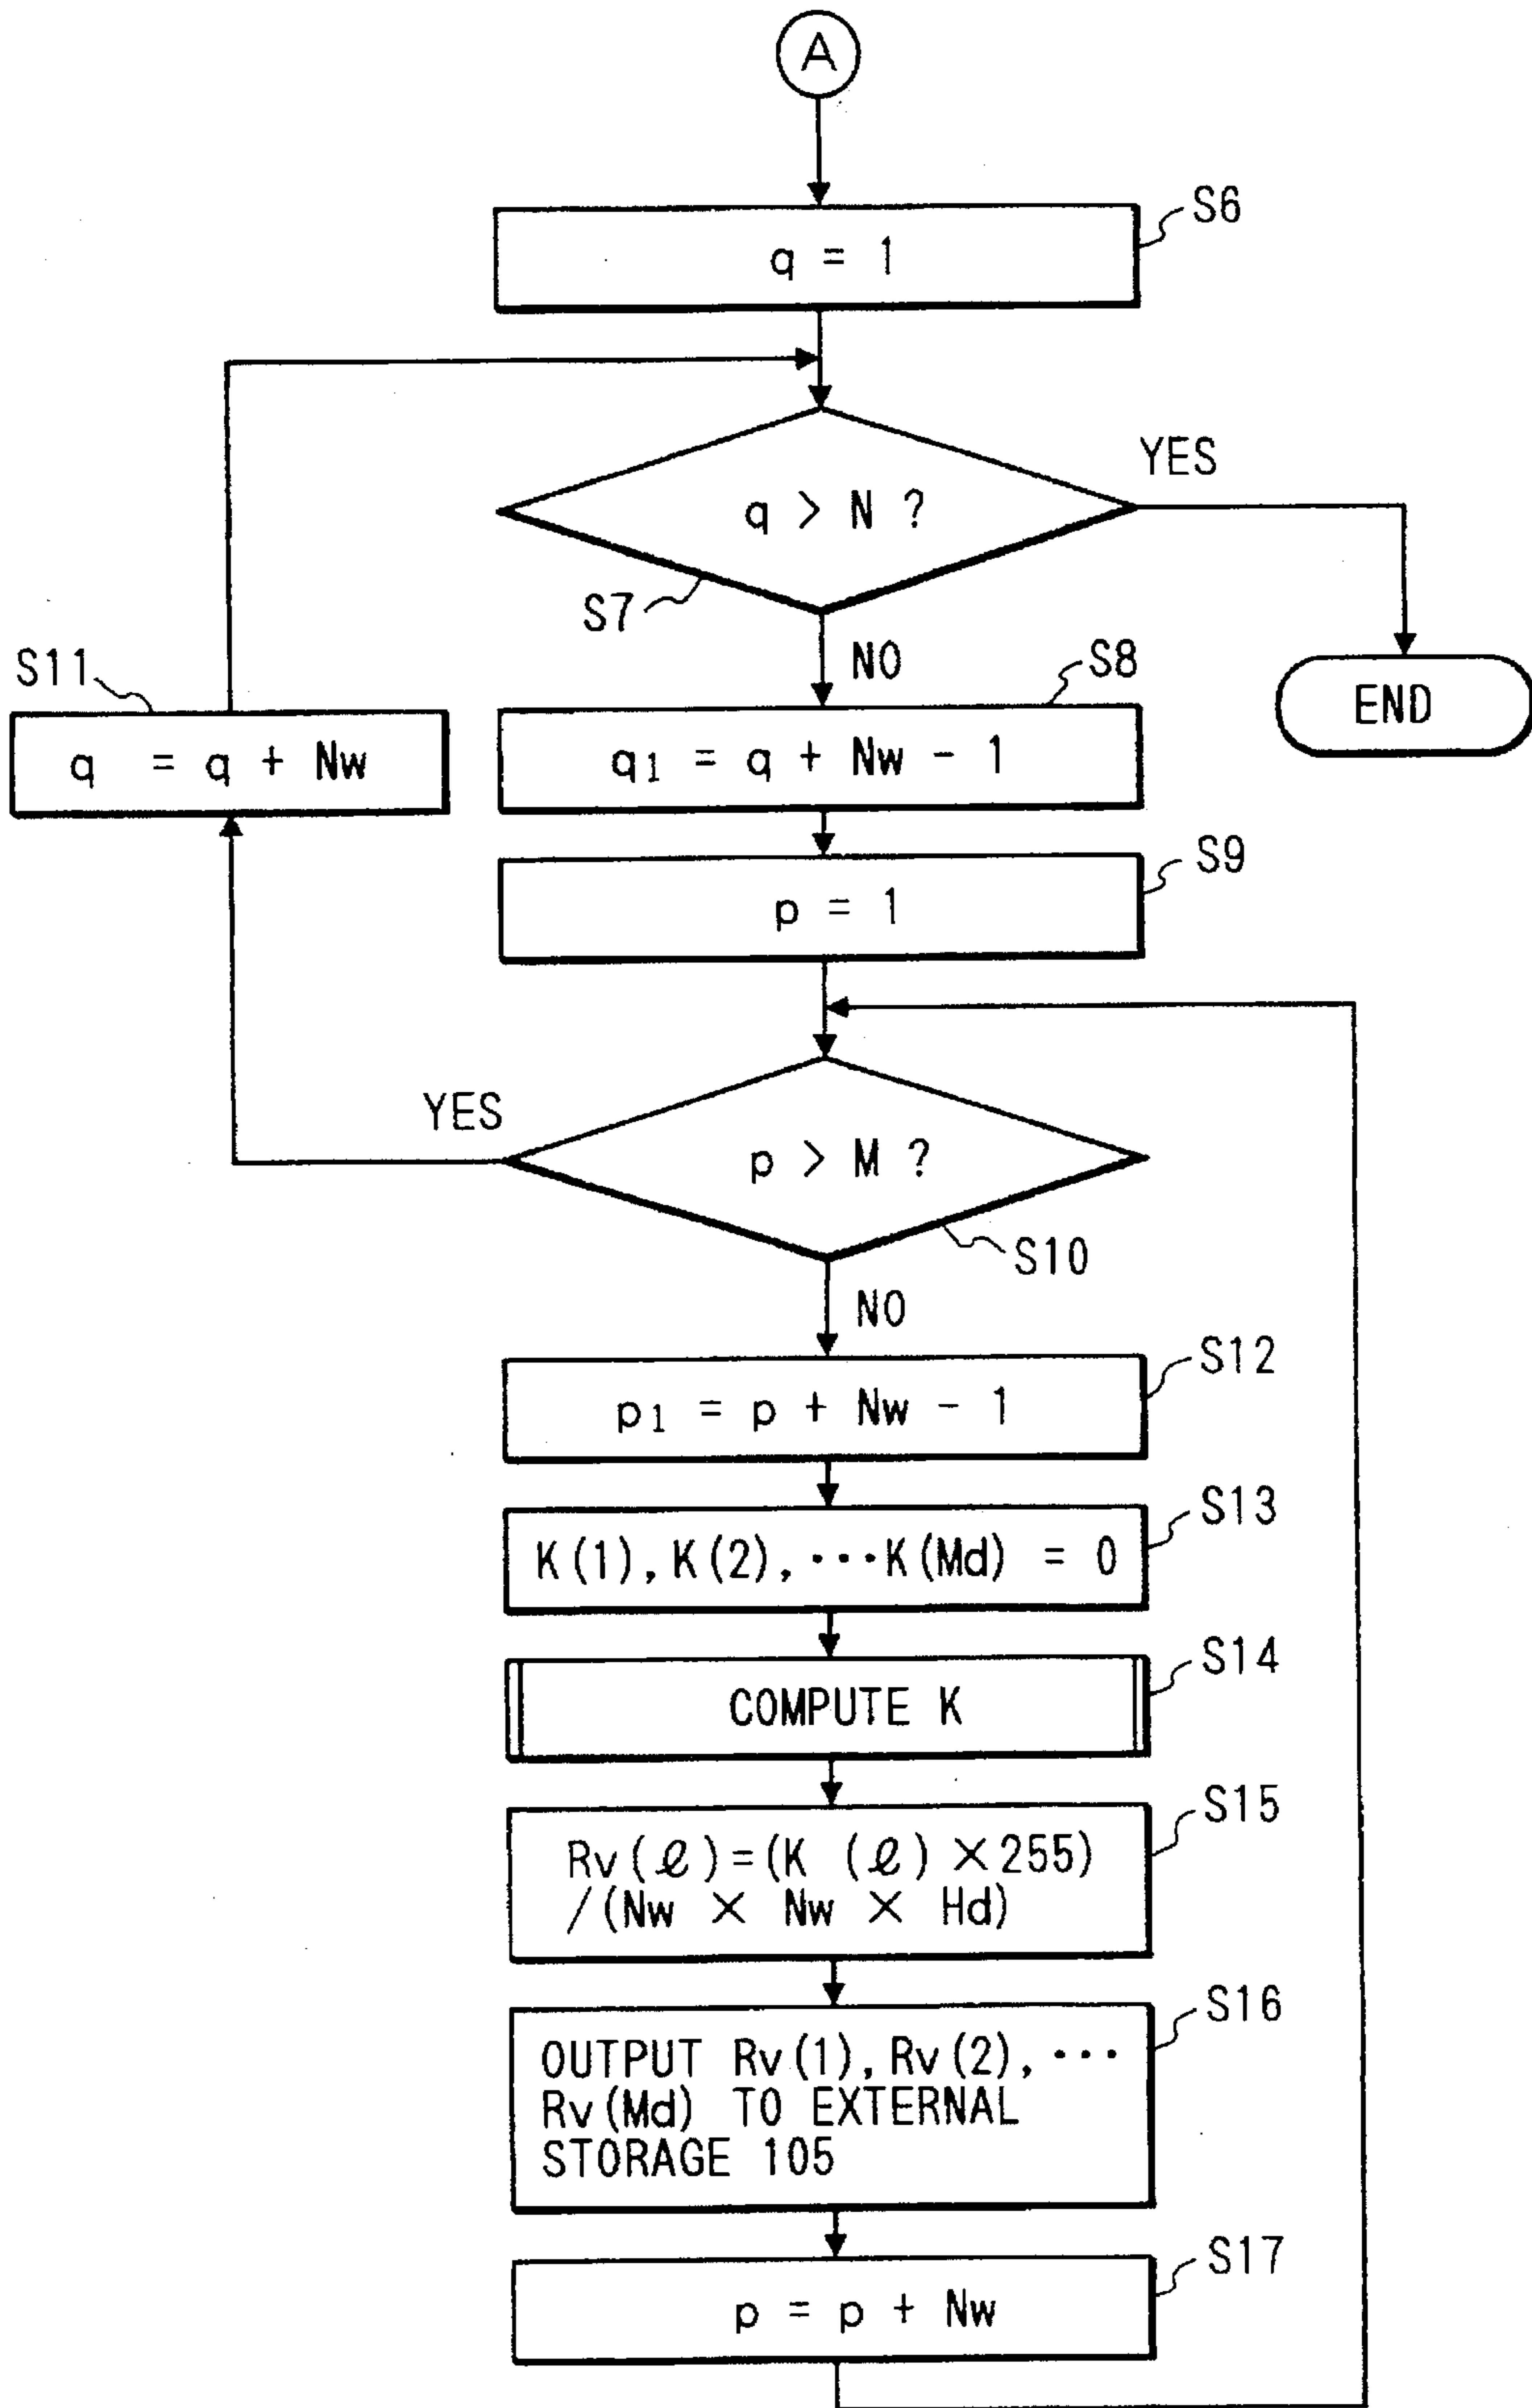 A
S6
q = 1
YES
q > N ?
S7
NO
S8
S11
END
q = q + Nw
q1 = q + Nw - 1
S9
p = 1
YES
p > M ?
S10
NO
S12
p1 = p + Nw - 1
S13
K(1), K(2), ···K(Md) = 0
S14
COMPUTE K
S15
Rv(ℓ)=(K (ℓ) ×255)
/(Nw × Nw × Hd)
S16
OUTPUT Rv(1), Rv(2), ···
Rv(Md) TO EXTERNAL
STORAGE 105
S17
p = p + Nw